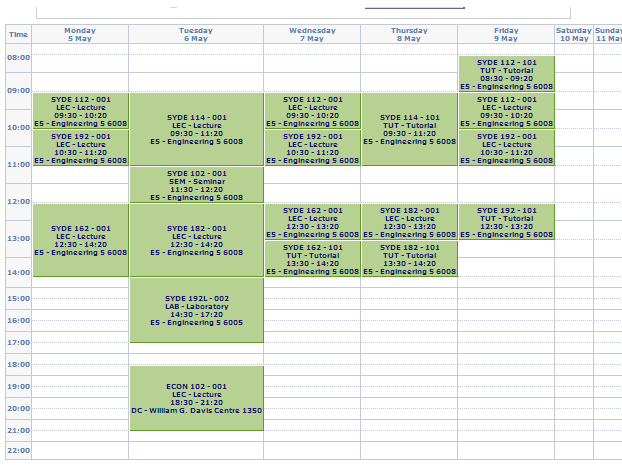 Time
Monday
5 May
Tuesday
6 May
Wednesday
7 May
Thursday
8 May
Friday
9 May
Saturday
10 May
Sunday
11 May
08:00
SYDE 112 - 101
TUT - Tutorial
08:30 - 09:20
E5 - Engineering 5 6008
09:00
SYDE 112 - 001
LEC - Lecture
09:30 - 10:20
E5 - Engineering 5 6008
SYDE 114 - 001
LEC - Lecture
09:30 - 11:20
E5 - Engineering 5 6008
SYDE 112 - 001
LEC - Lecture
09:30 - 10:20
E5 - Engineering 5 6008
SYDE 114 - 101
TUT - Tutorial
09:30 - 11:20
E5 - Engineering 5 6008
SYDE 112 - 001
LEC - Lecture
09:30 - 10:20
E5 - Engineering 5 6008
10:00
SYDE 192 - 001
LEC - Lecture
10:30 - 11:20
E5 - Engineering 5 6008
SYDE 192 - 001
LEC - Lecture
10:30 - 11:20
E5 - Engineering 5 6008
SYDE 192 - 001
LEC - Lecture
10:30 - 11:20
E5 - Engineering 5 6008
11:00
SYDE 102 - 001
SEM - Seminar
11:30 - 12:20
E5 - Engineering 5 6008
12:00
SYDE 162 - 001
LEC - Lecture
12:30 - 14:20
E5 - Engineering 5 6008
SYDE 182 - 001
LEC - Lecture
12:30 - 14:20
E5 - Engineering 5 6008
SYDE 162 - 001
LEC - Lecture
12:30 - 13:20
E5 - Engineering 5 6008
SYDE 182 - 001
LEC - Lecture
12:30 - 13:20
E5 - Engineering 5 6008
SYDE 192 - 101
TUT - Tutorial
12:30 - 13:20
E5 - Engineering 5 6008
13:00
SYDE 162 - 101
TUT - Tutorial
13:30 - 14:20
E5 - Engineering 5 6008
SYDE 182 - 101
TUT - Tutorial
13:30 - 14:20
E5 - Engineering 5 6008
14:00
SYDE 192L - 002
LAB - Laboratory
14:30 - 17:20
E5 - Engineering 5 6005
15:00
16:00
17:00
18:00
ECON 102 - 001
LEC - Lecture
18:30 - 21:20
DC - William G. Davis Centre 1350
19:00
20:00
21:00
22:00